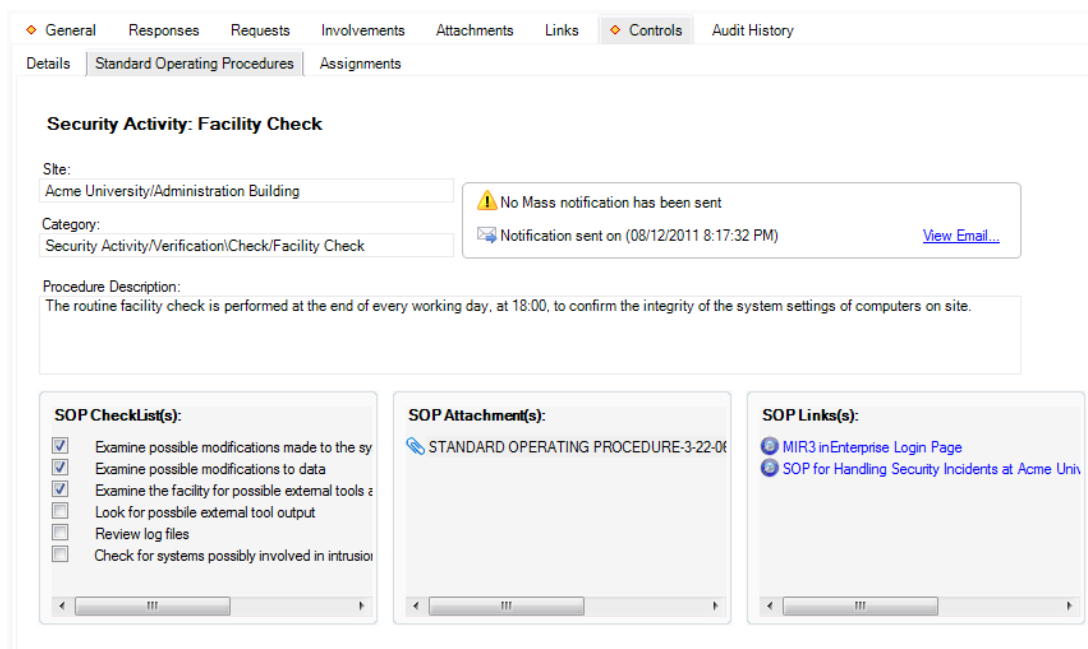 General Responses Requests Involvements Attachments Links Controls Audit History
Details Standard Operating Procedures Assignments
Security Activity: Facility Check
Site:
Acme University/Administration Building
No Mass notification has been sent
Category:
Notification sent on (08/12/2011 8:17:32 PM) View Email...
Security Activity/Verification\Check/Facility Check
Procedure Description:
The routine facility check is performed at the end of every working day, at 18:00, to confirm the integrity of the system settings of computers on site.
SOP CheckList(s):
Examine possible modifications made to the sy
Examine possible modifications to data
Examine the facility for possible external tools a
Look for possbile external tool output
Review log files
Check for systems possibly involved in intrusion
SOP Attachment(s):
STANDARD OPERATING PROCEDURE-3-22-06
SOP Links(s):
MIR3 inEnterprise Login Page
SOP for Handling Security Incidents at Acme Univ